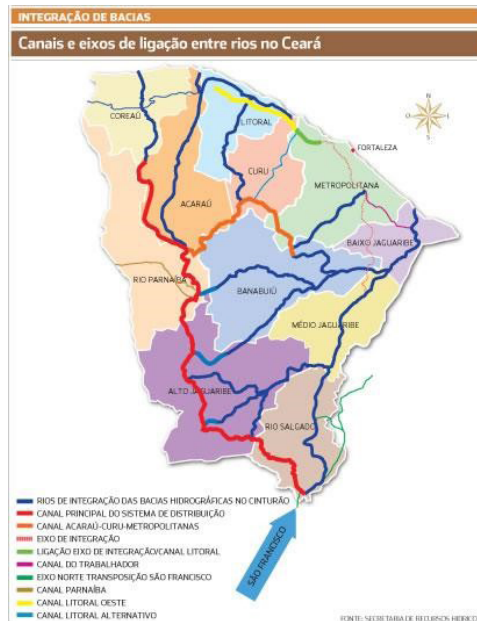 INTEGRAÇÃO DE BACIAS
Canais e eixos de ligação entre rios no Ceará
N
O
L
S
COREAÚ
LITORAL
FORTALEZA
CURU
METROPOLITANA
ACARAÚ
BAIXO JAGUARIBE
RIO PARNAÍBA
BANABUIÚ
MÉDIO JAGUARIBE
ALTO JAGUARIBE
RIO SALGADO
SÃO FRANCISCO
RIOS DE INTEGRAÇÃO DAS BACIAS HIDROGRÁFICAS NO CINTURÃO
CANAL PRINCIPAL DO SISTEMA DE DISTRIBUIÇÃO
CANAL ACARAÚ-CURU-METROPOLITANAS
EIXO DE INTEGRAÇÃO
LIGAÇÃO EIXO DE INTEGRAÇÃO/CANAL LITORAL
CANAL DO TRABALHADOR
EIXO NORTE TRANSPOSIÇÃO SÃO FRANCISCO
CANAL PARNAÍBA
CANAL LITORAL OESTE
CANAL LITORAL ALTERNATIVO
FONTE: SECRETARIA DE RECURSOS HÍDRICOS